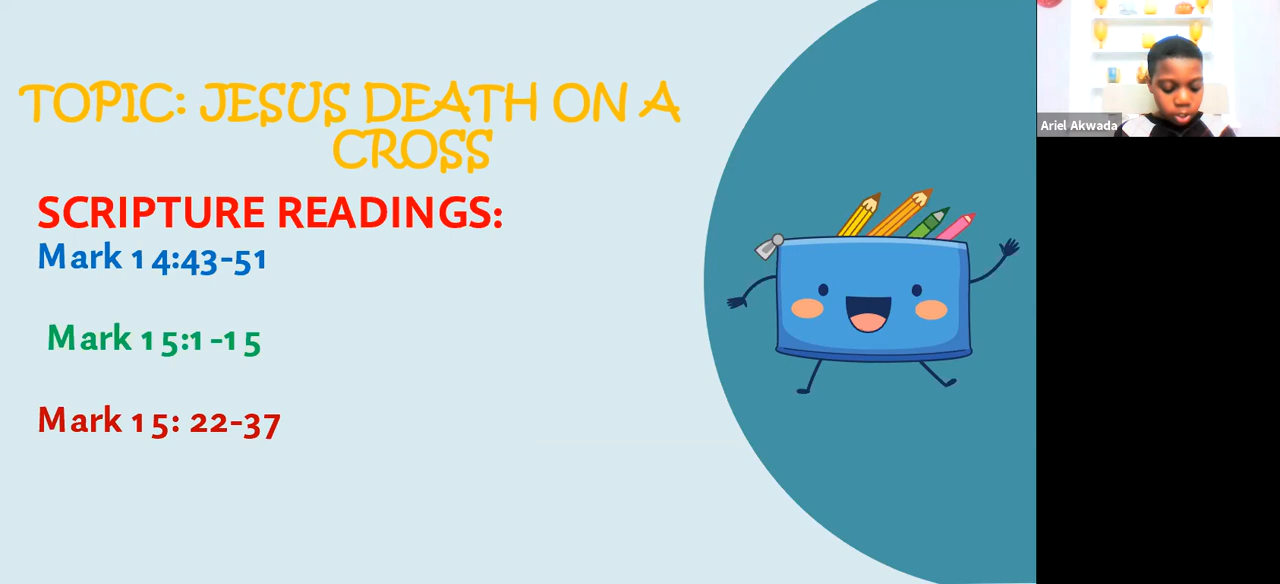 TOPIC: JESUS DEATH ON A
CROSS
SCRIPTURE READINGS:
Mark 14:43-51
Mark 15:1-15
Mark 15: 22-37
Ariel Akwada